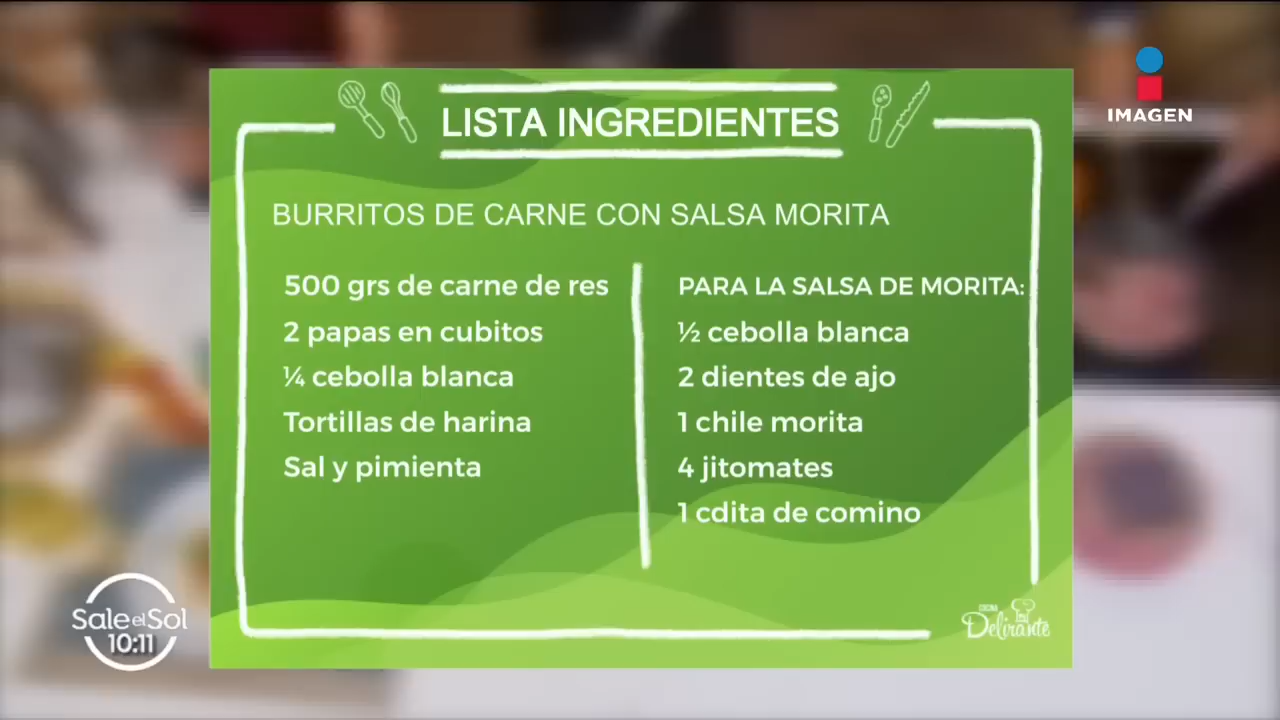 IMAGEN
LISTA INGREDIENTES
BURRITOS DE CARNE CON SALSA MORITA
500 grs de carne de res
2 papas en cubitos
¼ cebolla blanca
Tortillas de harina
Sal y pimienta
PARA LA SALSA DE MORITA:
½ cebolla blanca
2 dientes de ajo
1 chile morita
4 jitomates
1 cdita de comino
Sale el Sol
10:11
COCINA
Delirante